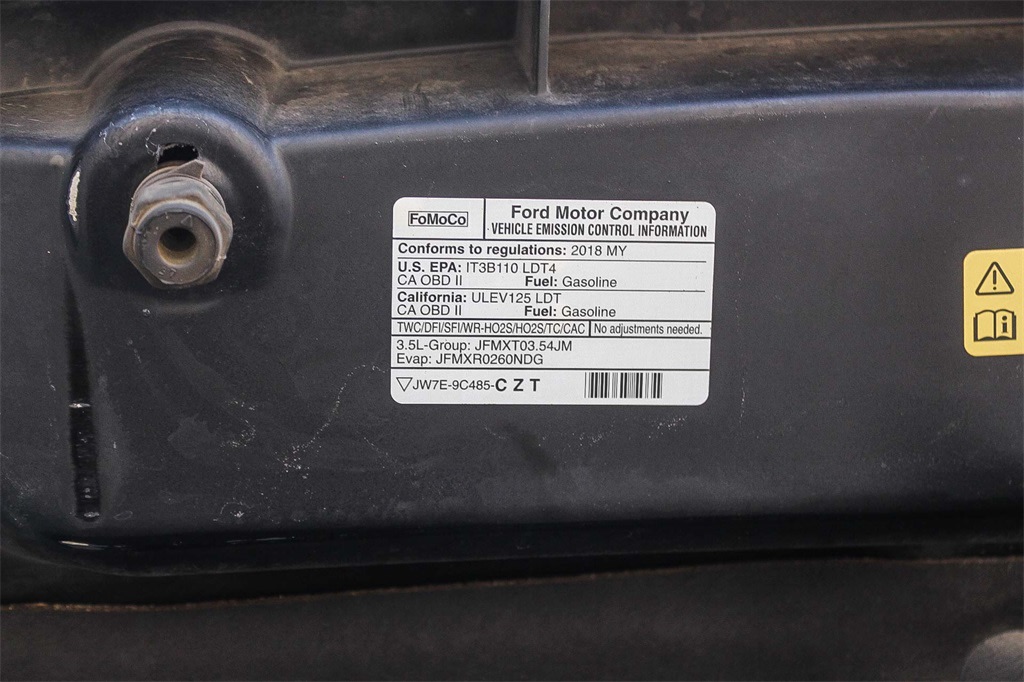 FoMoCo
Ford Motor Company
VEHICLE EMISSION CONTROL INFORMATION
Conforms to regulations: 2018 MY
U.S. EPA: IT3B110 LDT4
CA OBD II Fuel: Gasoline
California: ULEV125 LDT
CA OBD II Fuel: Gasoline
TWC/DFI/SFI/WR-HO2S/HO2S/TC/CAC No adjustments needed.
3.5L-Group: JFMXT03.54JM
Evap: JFMXR0260NDG
JW7E-9C485-C Z T